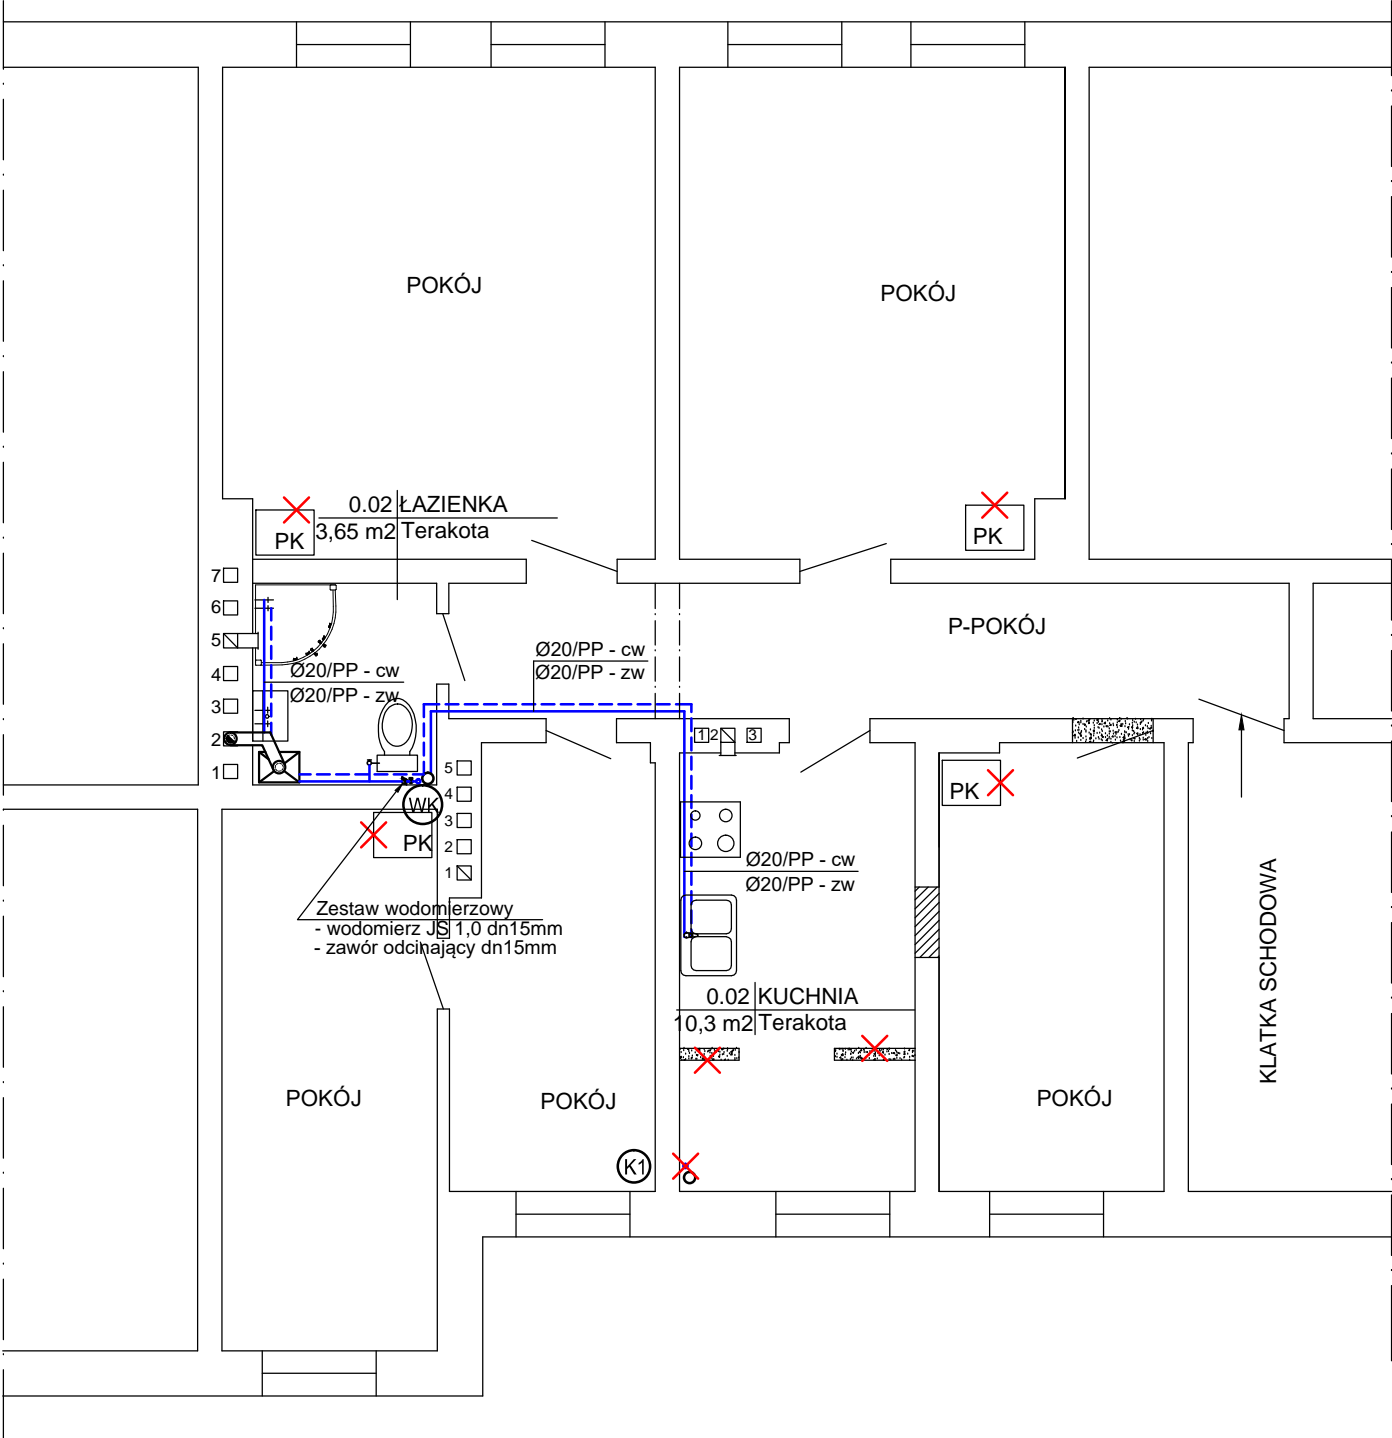 POKÓJ
POKÓJ
0.02 ŁAZIENKA
3,65 m2 Terakota
PK
PK
7
6
5
4
3
2
1
Ø20/PP - cw
Ø20/PP - zw
Ø20/PP - cw
Ø20/PP - zw
P-POKÓJ
1 2 3
5
4
3
2
1
WK
PK
PK
Ø20/PP - cw
Ø20/PP - zw
Zestaw wodomierzowy
- wodomierz JS 1,0 dn15mm
- zawór odcinający dn15mm
0.02 KUCHNIA
10,3 m2 Terakota
KLATKA SCHODOWA
POKÓJ
POKÓJ
POKÓJ
K1